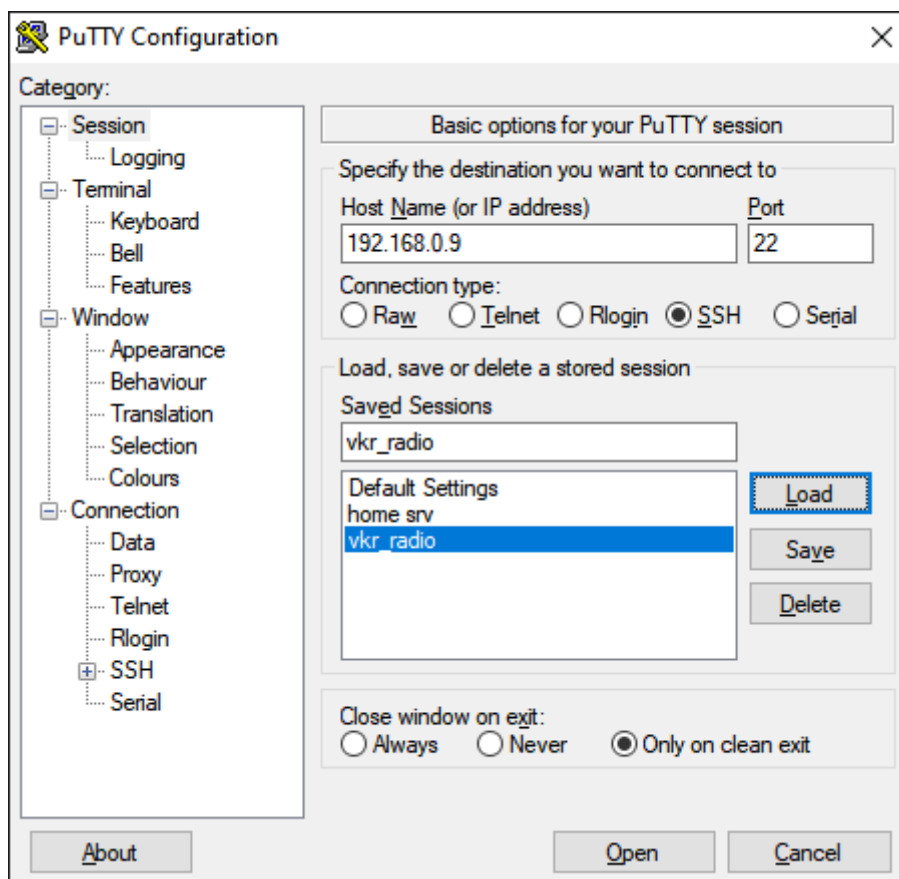 PuTTY Configuration
Category:
Session
Logging
Terminal
Keyboard
Bell
Features
Window
Appearance
Behaviour
Translation
Selection
Colours
Connection
Data
Proxy
Telnet
Rlogin
SSH
Serial
Basic options for your PuTTY session
Specify the destination you want to connect to
Host Name (or IP address) Port
192.168.0.9 22
Connection type:
Raw Telnet Rlogin SSH Serial
Load, save or delete a stored session
Saved Sessions
vkr_radio
Default Settings
home srv
vkr_radio
Load
Save
Delete
Close window on exit:
Always Never Only on clean exit
About Open Cancel